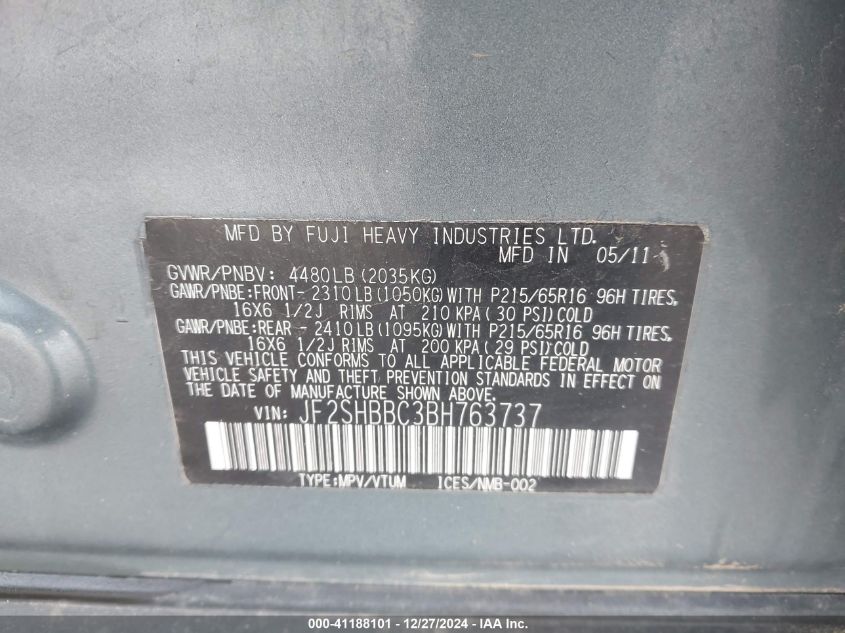 MFD BY FUJI HEAVY INDUSTRIES LTD.
MFD IN 05/11
GVWR/PNBV: 4480LB (2035KG)
GAWR/PNBE:FRONT- 2310LB (1050KG) WITH P215/65R16 96H TIRES,
16X6 1/2J RIMS AT 210 KPA (30 PSI) COLD
GAWR/PNBE:REAR - 2410LB (1095KG) WITH P215/65R16 96H TIRES,
16X6 1/2J RIMS AT 200 KPA (29 PSI) COLD
THIS VEHICLE CONFORMS TO ALL APPLICABLE FEDERAL MOTOR
VEHICLE SAFETY AND THEFT PREVENTION STANDARDS IN EFFECT ON
THE DATE OF MANUFACTURE SHOWN ABOVE.
VIN: JF2SHBBC3BH763737
TYPE:MPV/VTUM ICES/NMB-002
000-41188101 - 12/27/2024 - IAA Inc.